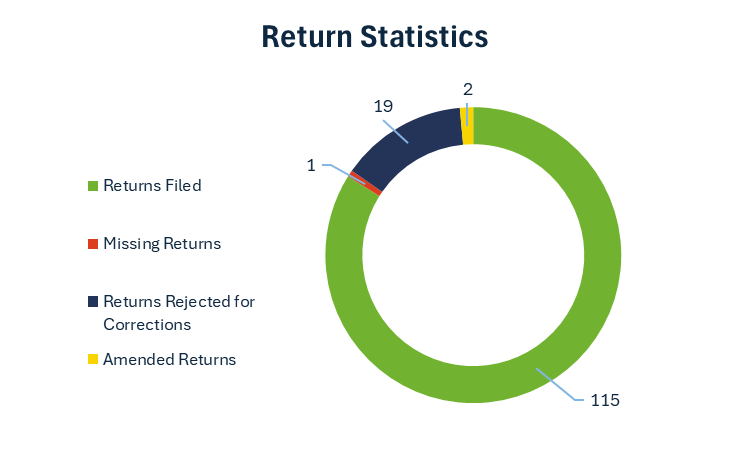 Return Statistics
2
19
1
Returns Filed
Missing Returns
Returns Rejected for
Corrections
Amended Returns
115